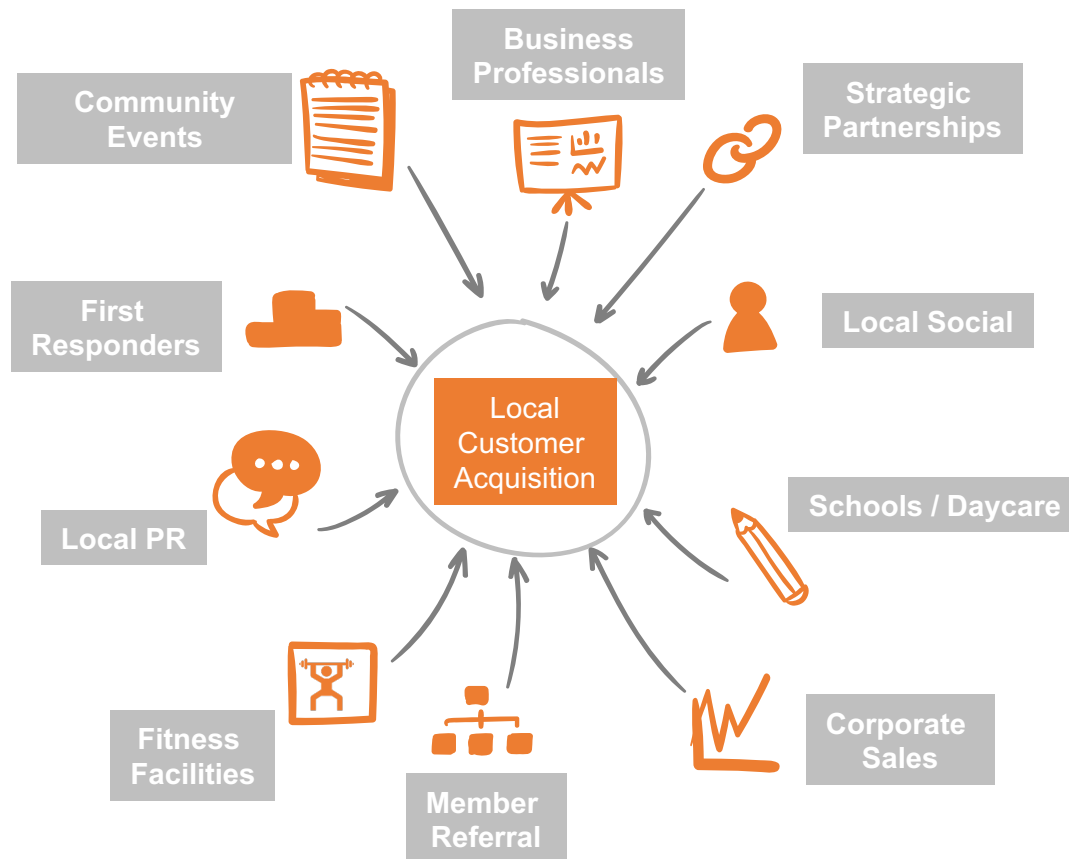 Business
Professionals
Community
Events
Strategic
Partnerships
First
Responders
Local Social
Local
Customer
Acquisition
Schools / Daycare
Local PR
Fitness
Facilities
Corporate
Sales
Member
Referral